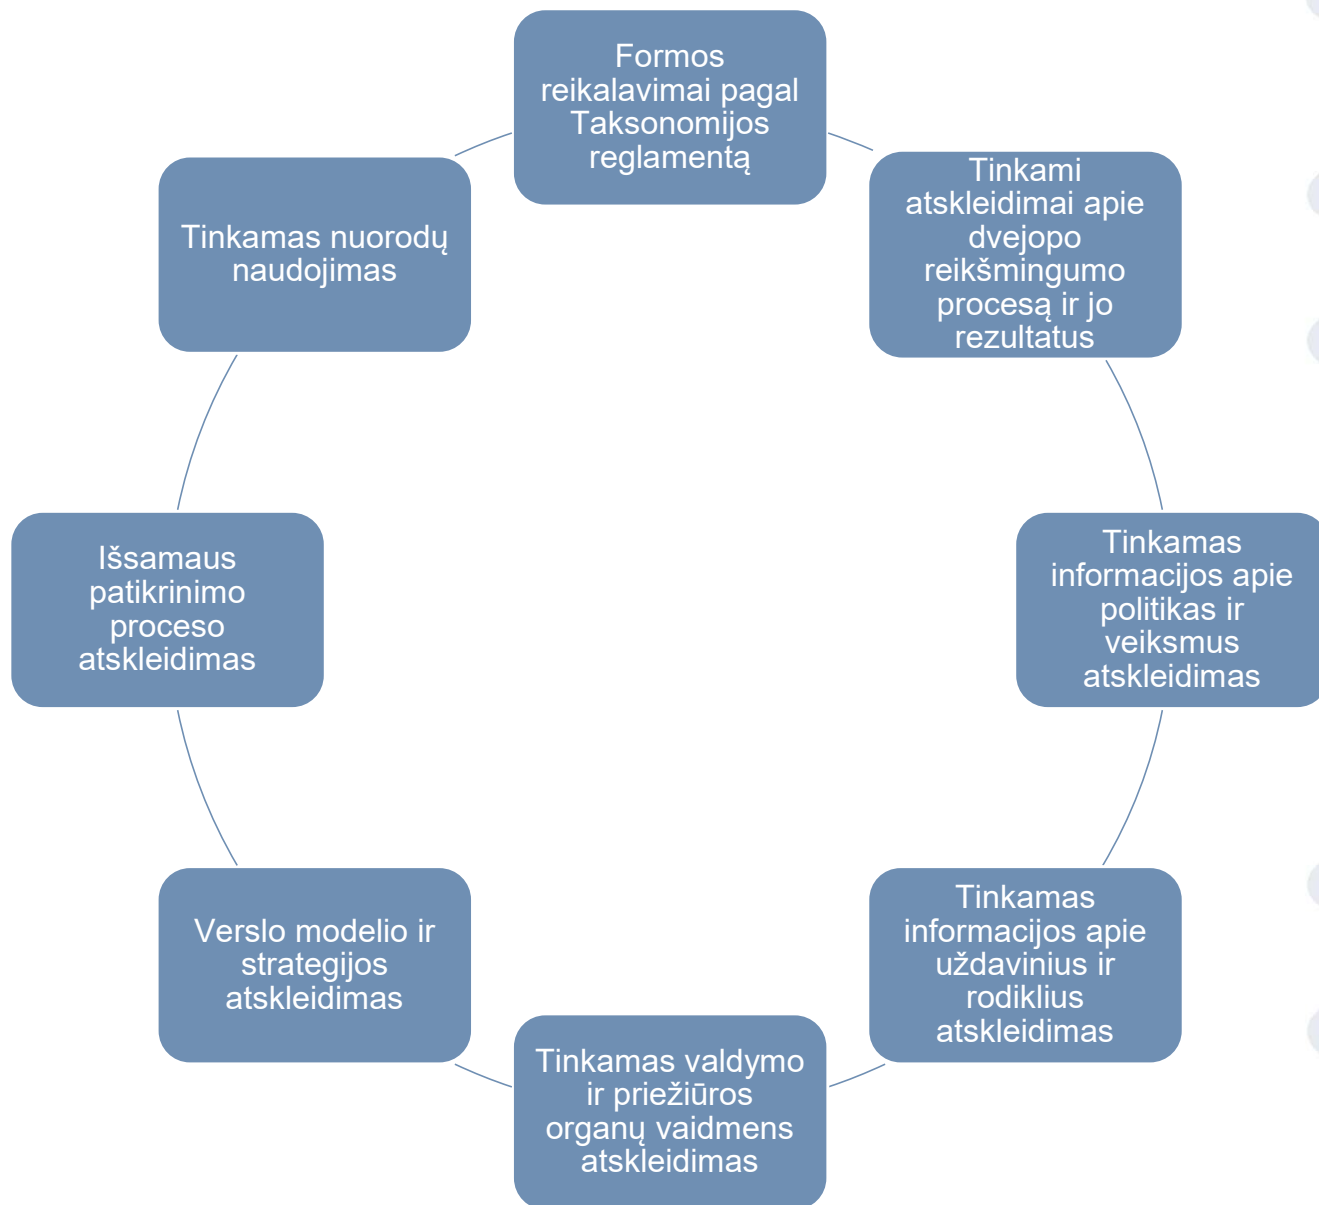 Formos
reikalavimai pagal
Taksonomijos
reglamentą
Tinkami
atskleidimai apie
dvejopo
reikšmingumo
procesą ir jo
rezultatus
Tinkamas
informacijos apie
politikas ir
veiksmus
atskleidimas
Tinkamas
informacijos apie
uždavinius ir
rodiklius
atskleidimas
Tinkamas valdymo
ir priežiūros
organų vaidmens
atskleidimas
Verslo modelio ir
strategijos
atskleidimas
Išsamaus
patikrinimo
proceso
atskleidimas
Tinkamas nuorodų
naudojimas